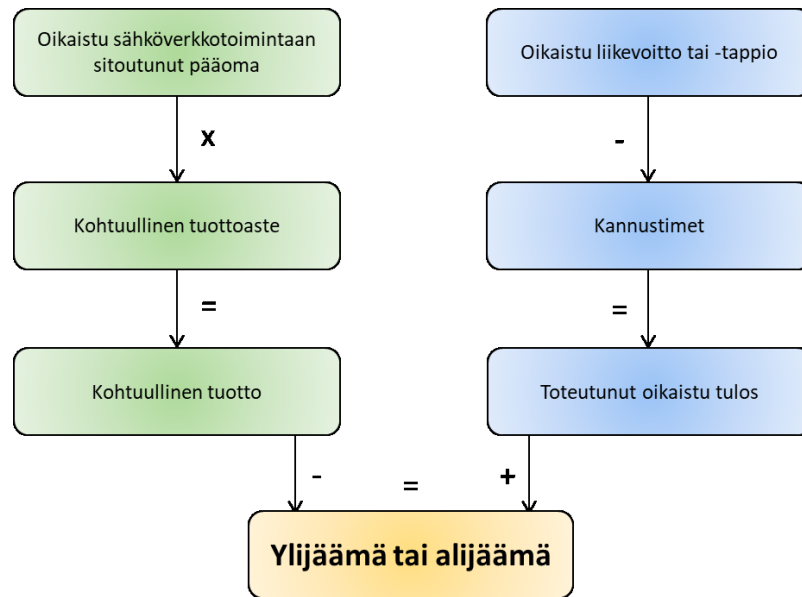 Oikaistu sähköverkkotoimintaan
sitoutunut pääoma
Oikaistu liikevoitto tai -tappio
x
-
Kohtuullinen tuottoaste
Kannustimet
=
=
Kohtuullinen tuotto
Toteutunut oikaistu tulos
-
=
+
Ylijäämä tai alijäämä